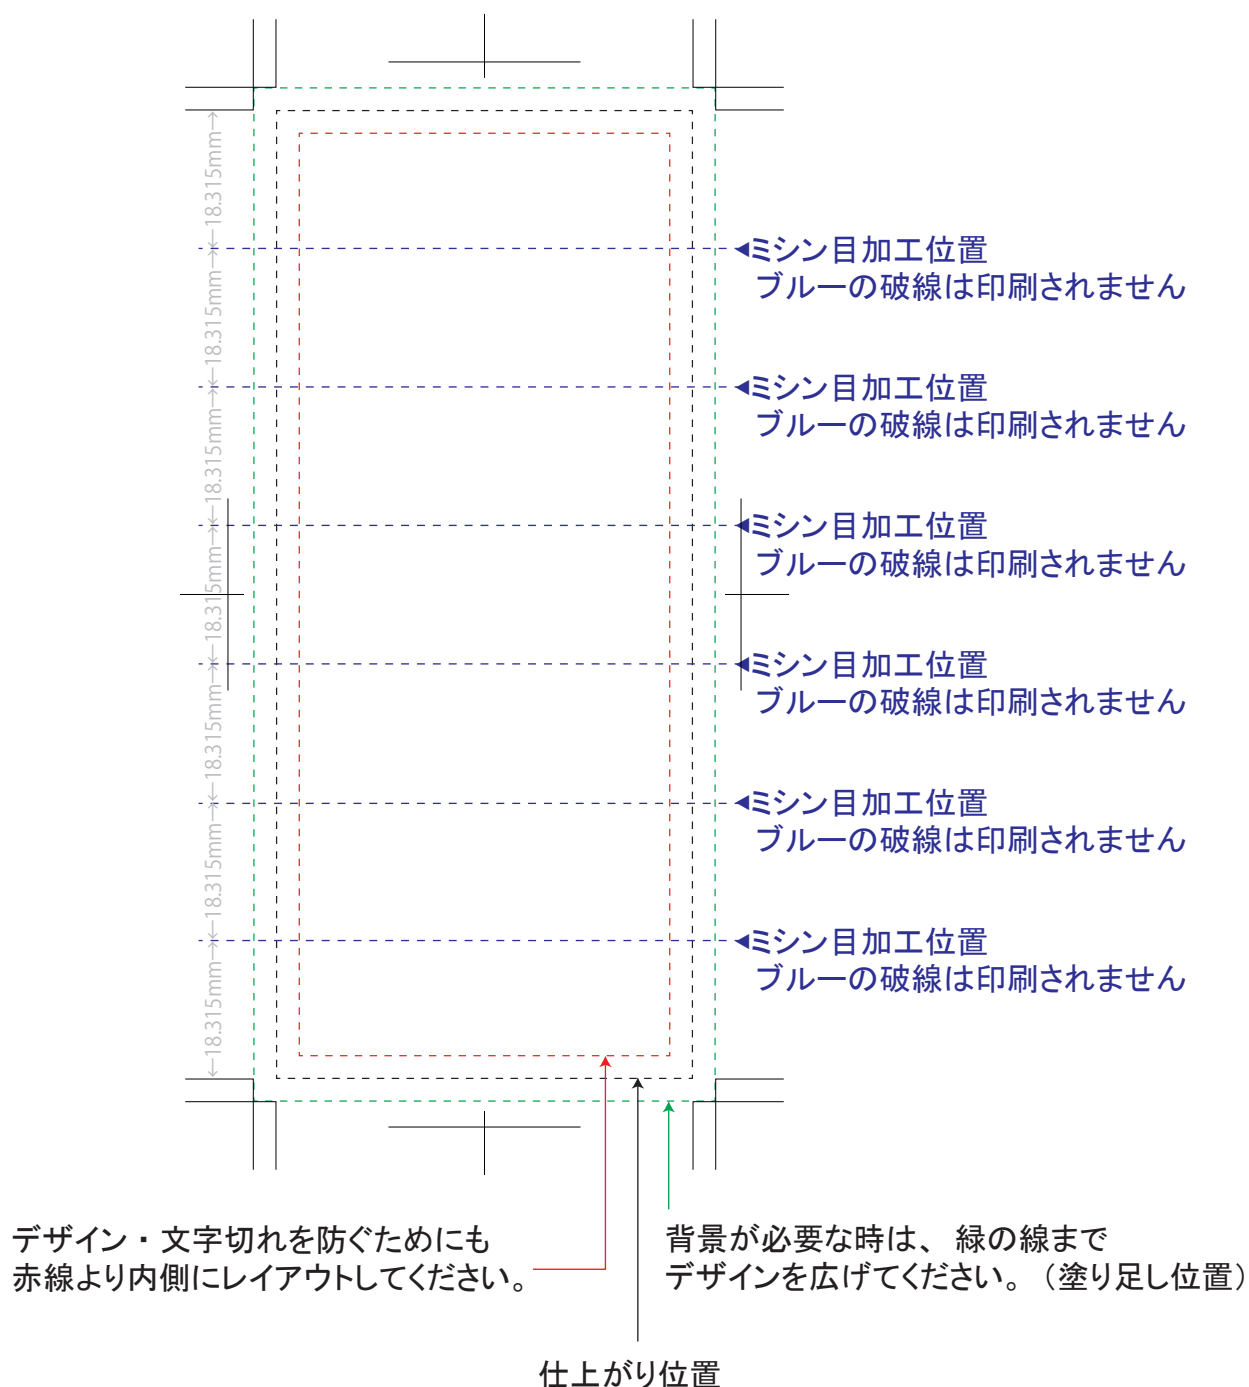 ←18.315mm→
←18.315mm→
←18.315mm→
←18.315mm→
←18.315mm→
←18.315mm→
←18.315mm→
◀ミシン目加工位置
ブルーの破線は印刷されません
◀ミシン目加工位置
ブルーの破線は印刷されません
◀ミシン目加工位置
ブルーの破線は印刷されません
◀ミシン目加工位置
ブルーの破線は印刷されません
◀ミシン目加工位置
ブルーの破線は印刷されません
◀ミシン目加工位置
ブルーの破線は印刷されません
デザイン・文字切れを防ぐためにも
赤線より内側にレイアウトしてください。
背景が必要な時は、緑の線まで
デザインを広げてください。（塗り足し位置）
仕上がり位置